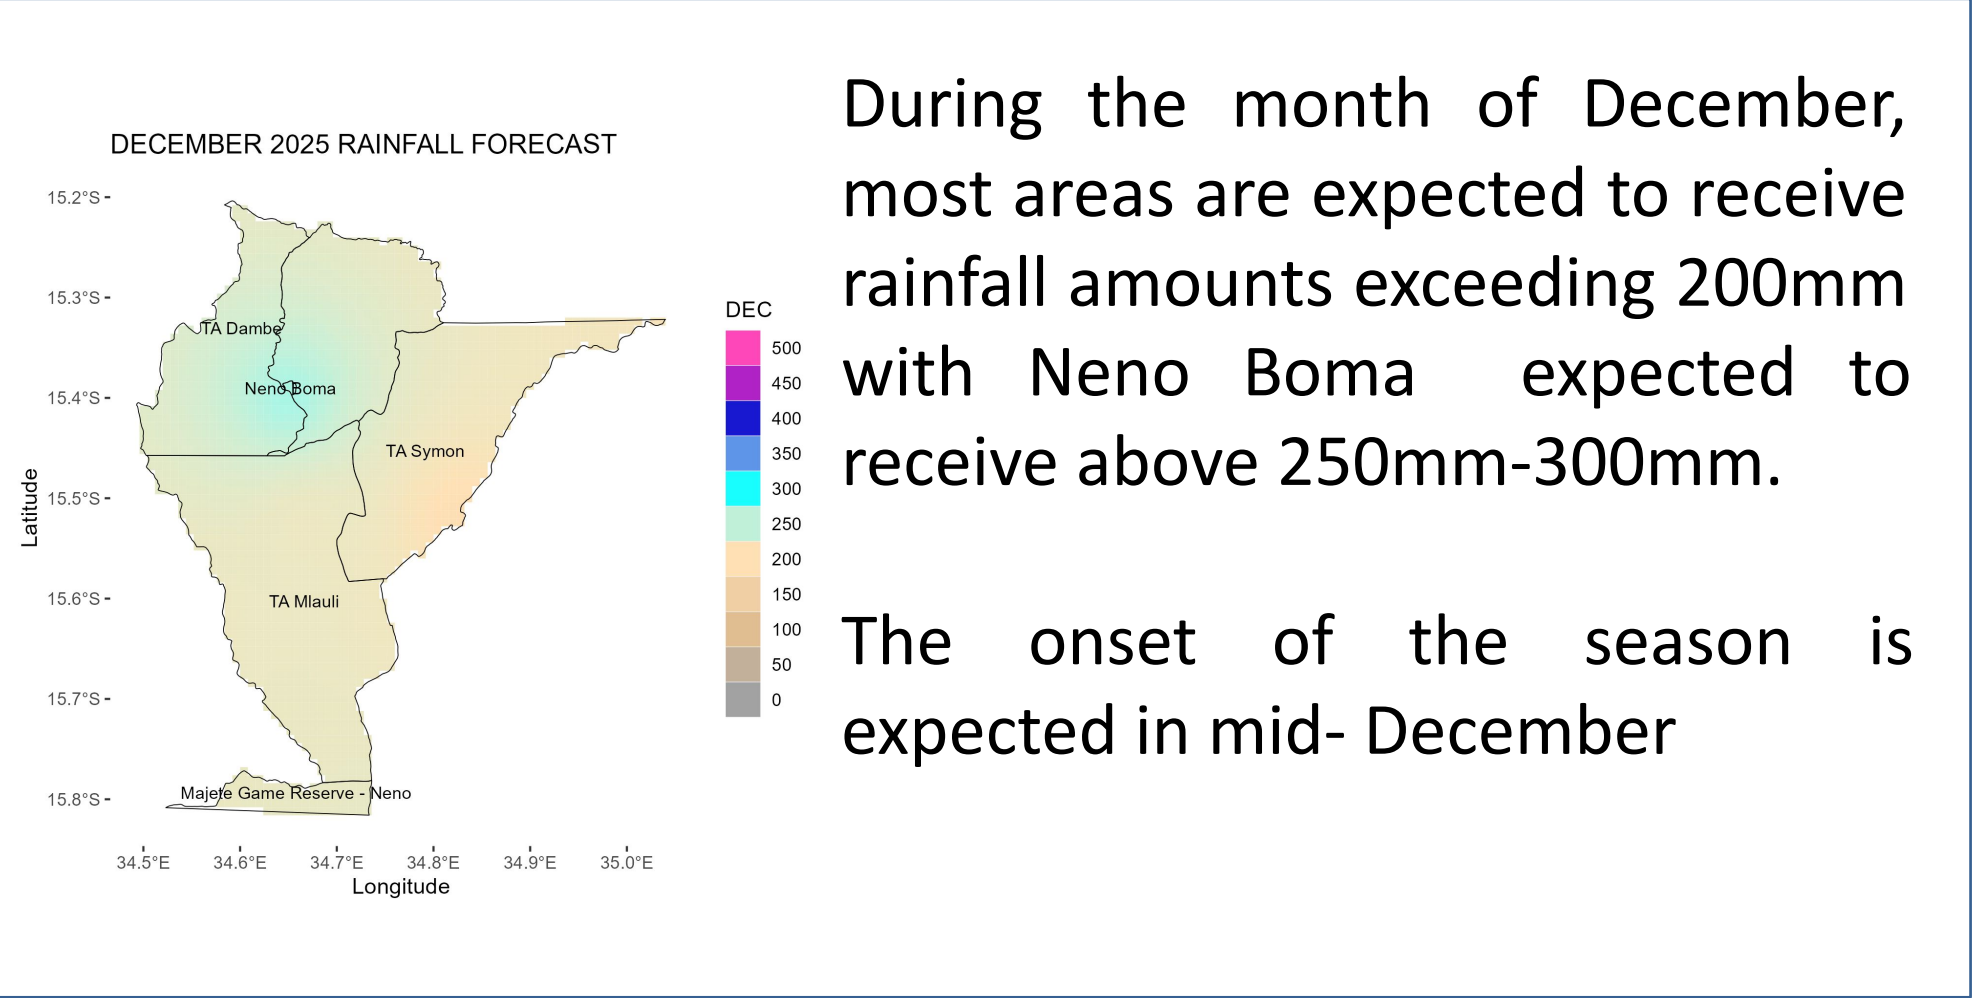 DECEMBER 2025 RAINFALL FORECAST
15.2°S
15.3°S
15.4°S
15.5°S
15.6°S
15.7°S
15.8°S
Latitude
TA Dambe
Neno Boma
TA Symon
TA Mlauli
Majete Game Reserve - Neno
34.5°E
34.6°E
34.7°E
34.8°E
34.9°E
35.0°E
Longitude
DEC
500
450
400
350
300
250
200
150
100
50
0
During the month of December,
most areas are expected to receive
rainfall amounts exceeding 200mm
with Neno Boma expected to
receive above 250mm-300mm.
The onset of the season is
expected in mid- December